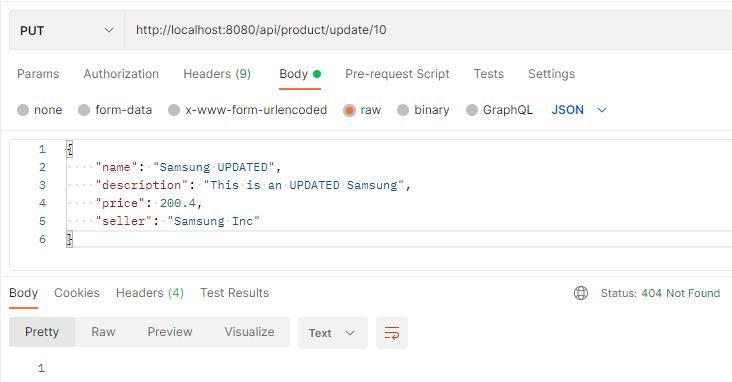 PUT http://localhost:8080/api/product/update/10
Params Authorization Headers (9) Body Pre-request Script Tests Settings
none form-data x-www-form-urlencoded raw binary GraphQL JSON
1 {
2 ····"name":·"Samsung·UPDATED",
3 ····"description":·"This·is·an·UPDATED·Samsung",
4 ····"price":·200.4,
5 ····"seller":·"Samsung·Inc"
6 }
Body Cookies Headers (4) Test Results Status: 404 Not Found
Pretty Raw Preview Visualize Text
1